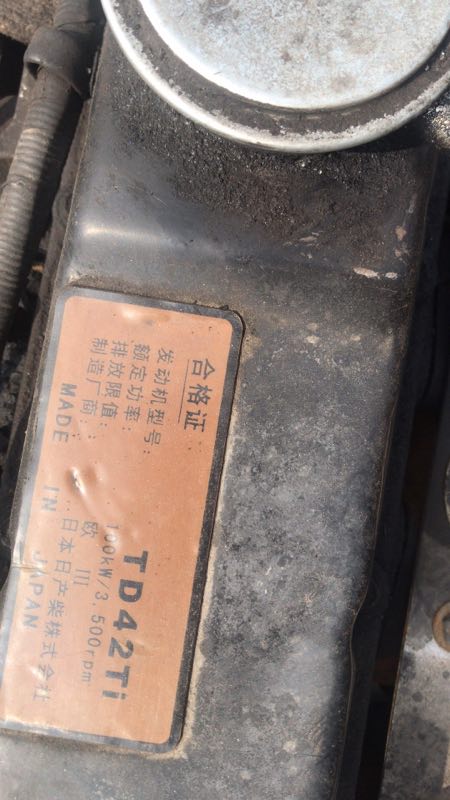 合格证
发动机型号: TD42Ti
额定功率: 100kW/3.500rpm
排放限值: 欧 III
制造厂商: 日本日产柴株式会社
MADE IN JAPAN